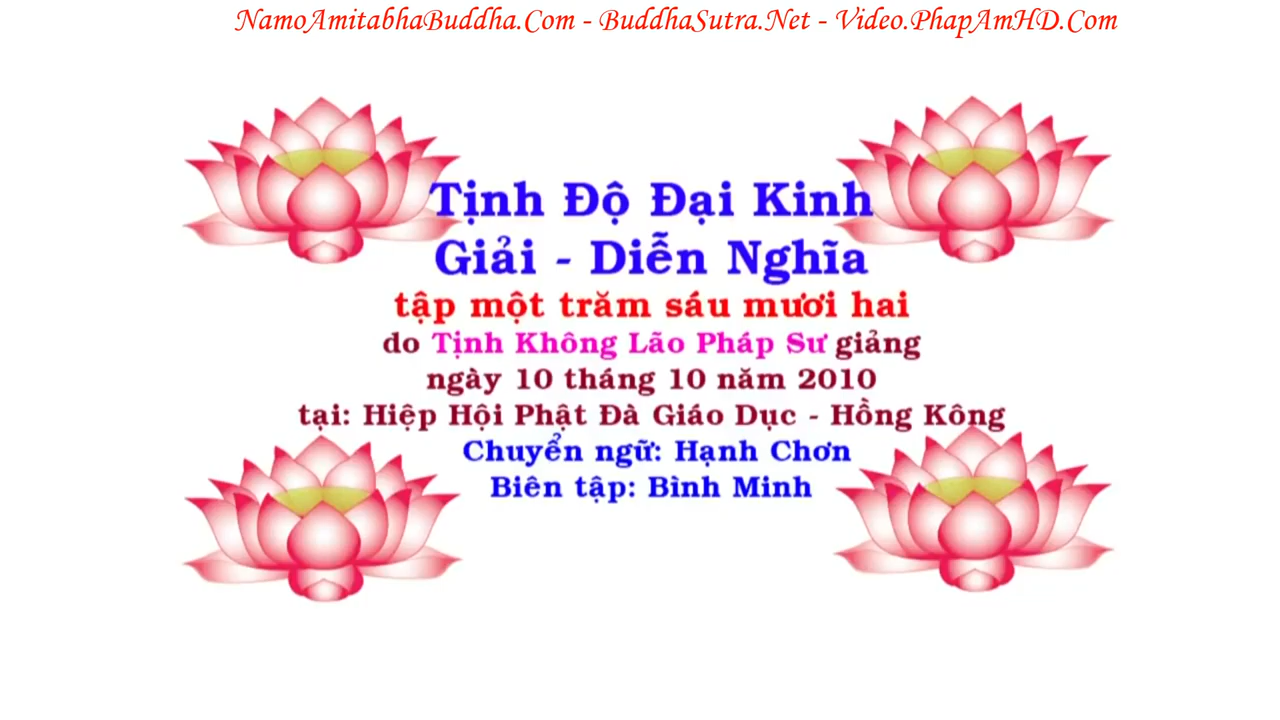 NamoAmitabhaBuddha.Com - BuddhaSutra.Net - Video.PhapAmHD.Com
Tịnh Độ Đại Kinh
Giải - Diễn Nghĩa
tập một trăm sáu mươi hai
do Tịnh Không Lão Pháp Sư giảng
ngày 10 tháng 10 năm 2010
tại: Hiệp Hội Phật Đà Giáo Dục - Hồng Kông
Chuyển ngữ: Hạnh Chơn
Biên tập: Bình Minh